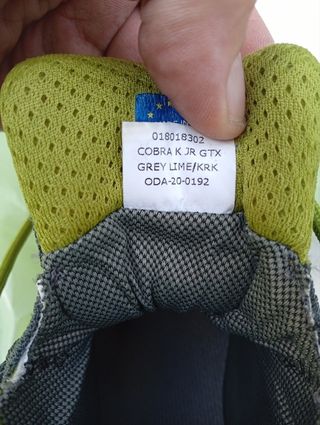 018018302
COBRA K JR GTX
GREY LIME/KRK
ODA-20-0192